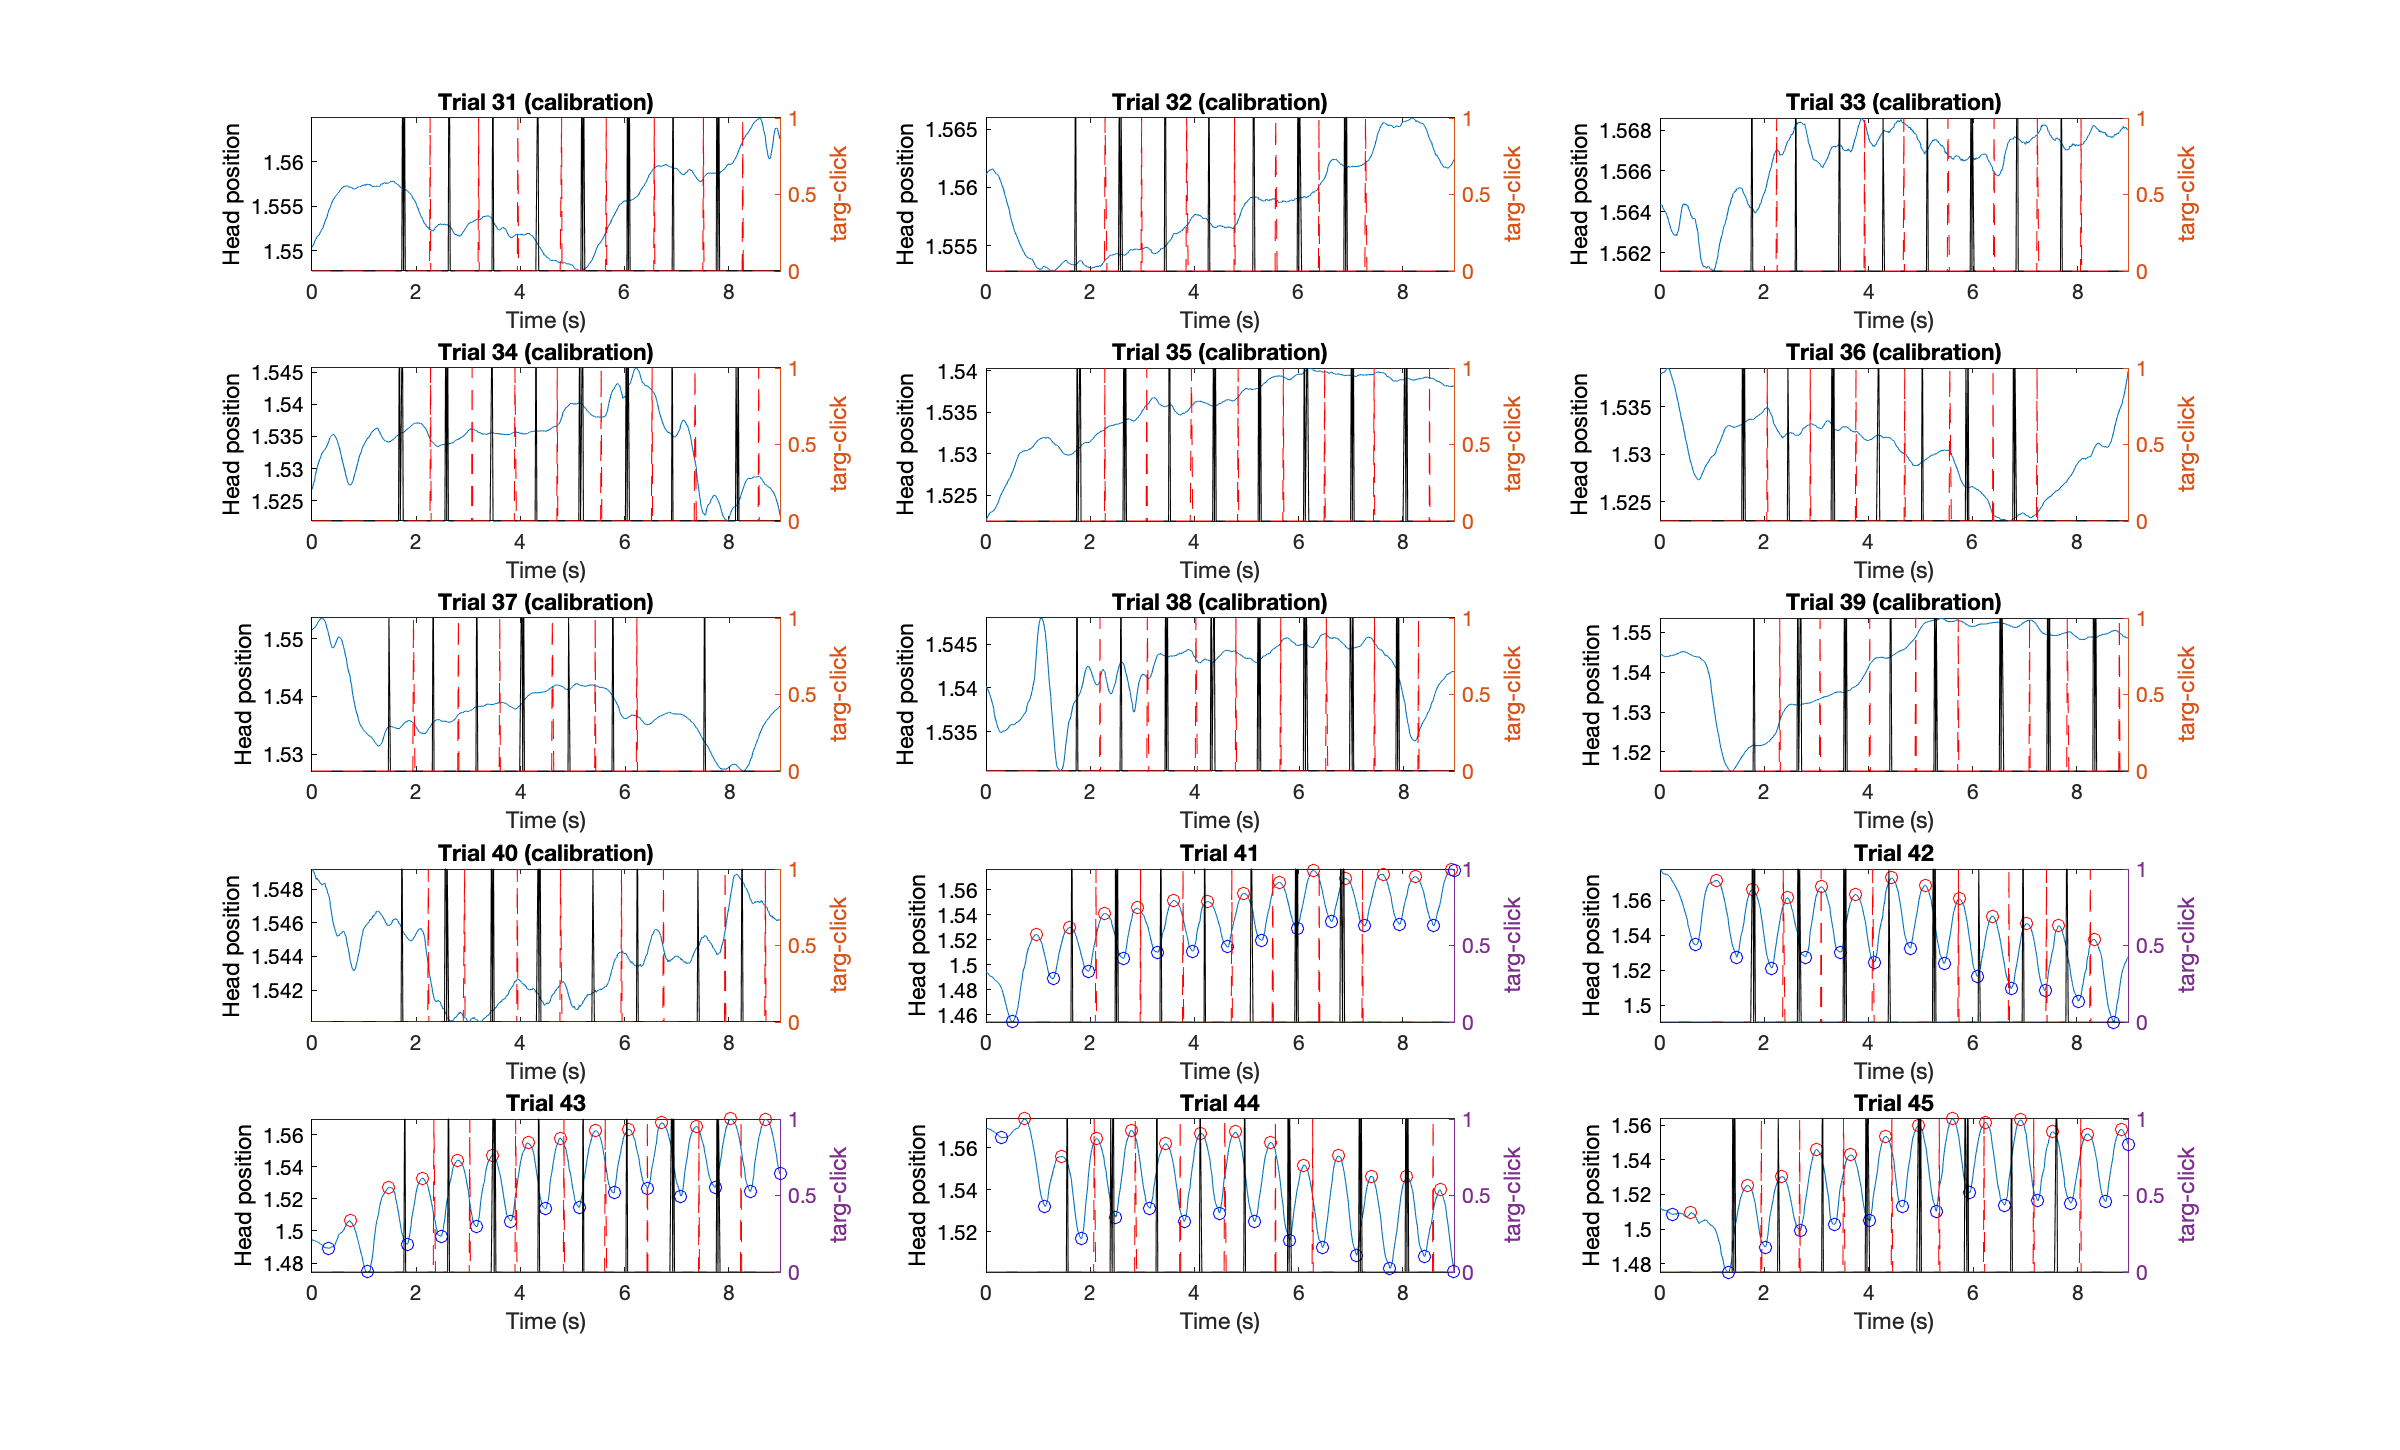 Trial 31 (calibration)
Head position
1.56
1.555
1.55
1
0.5
0
targ-click
0 2 4 6 8
Time (s)
Trial 32 (calibration)
Head position
1.565
1.56
1.555
1
0.5
0
targ-click
0 2 4 6 8
Time (s)
Trial 33 (calibration)
Head position
1.568
1.566
1.564
1.562
1
0.5
0
targ-click
0 2 4 6 8
Time (s)
Trial 34 (calibration)
Head position
1.545
1.54
1.535
1.53
1.525
1
0.5
0
targ-click
0 2 4 6 8
Time (s)
Trial 35 (calibration)
Head position
1.54
1.535
1.53
1.525
1
0.5
0
targ-click
0 2 4 6 8
Time (s)
Trial 36 (calibration)
Head position
1.535
1.53
1.525
1
0.5
0
targ-click
0 2 4 6 8
Time (s)
Trial 37 (calibration)
Head position
1.55
1.54
1.53
1
0.5
0
targ-click
0 2 4 6 8
Time (s)
Trial 38 (calibration)
Head position
1.545
1.54
1.535
1
0.5
0
targ-click
0 2 4 6 8
Time (s)
Trial 39 (calibration)
Head position
1.55
1.54
1.53
1.52
1
0.5
0
targ-click
0 2 4 6 8
Time (s)
Trial 40 (calibration)
Head position
1.548
1.546
1.544
1.542
1
0.5
0
targ-click
0 2 4 6 8
Time (s)
Trial 41
Head position
1.56
1.54
1.52
1.5
1.48
1.46
1
0.5
0
targ-click
0 2 4 6 8
Time (s)
Trial 42
Head position
1.56
1.54
1.52
1.5
1
0.5
0
targ-click
0 2 4 6 8
Time (s)
Trial 43
Head position
1.56
1.54
1.52
1.5
1.48
1
0.5
0
targ-click
0 2 4 6 8
Time (s)
Trial 44
Head position
1.56
1.54
1.52
1
0.5
0
targ-click
0 2 4 6 8
Time (s)
Trial 45
Head position
1.56
1.54
1.52
1.5
1.48
1
0.5
0
targ-click
0 2 4 6 8
Time (s)